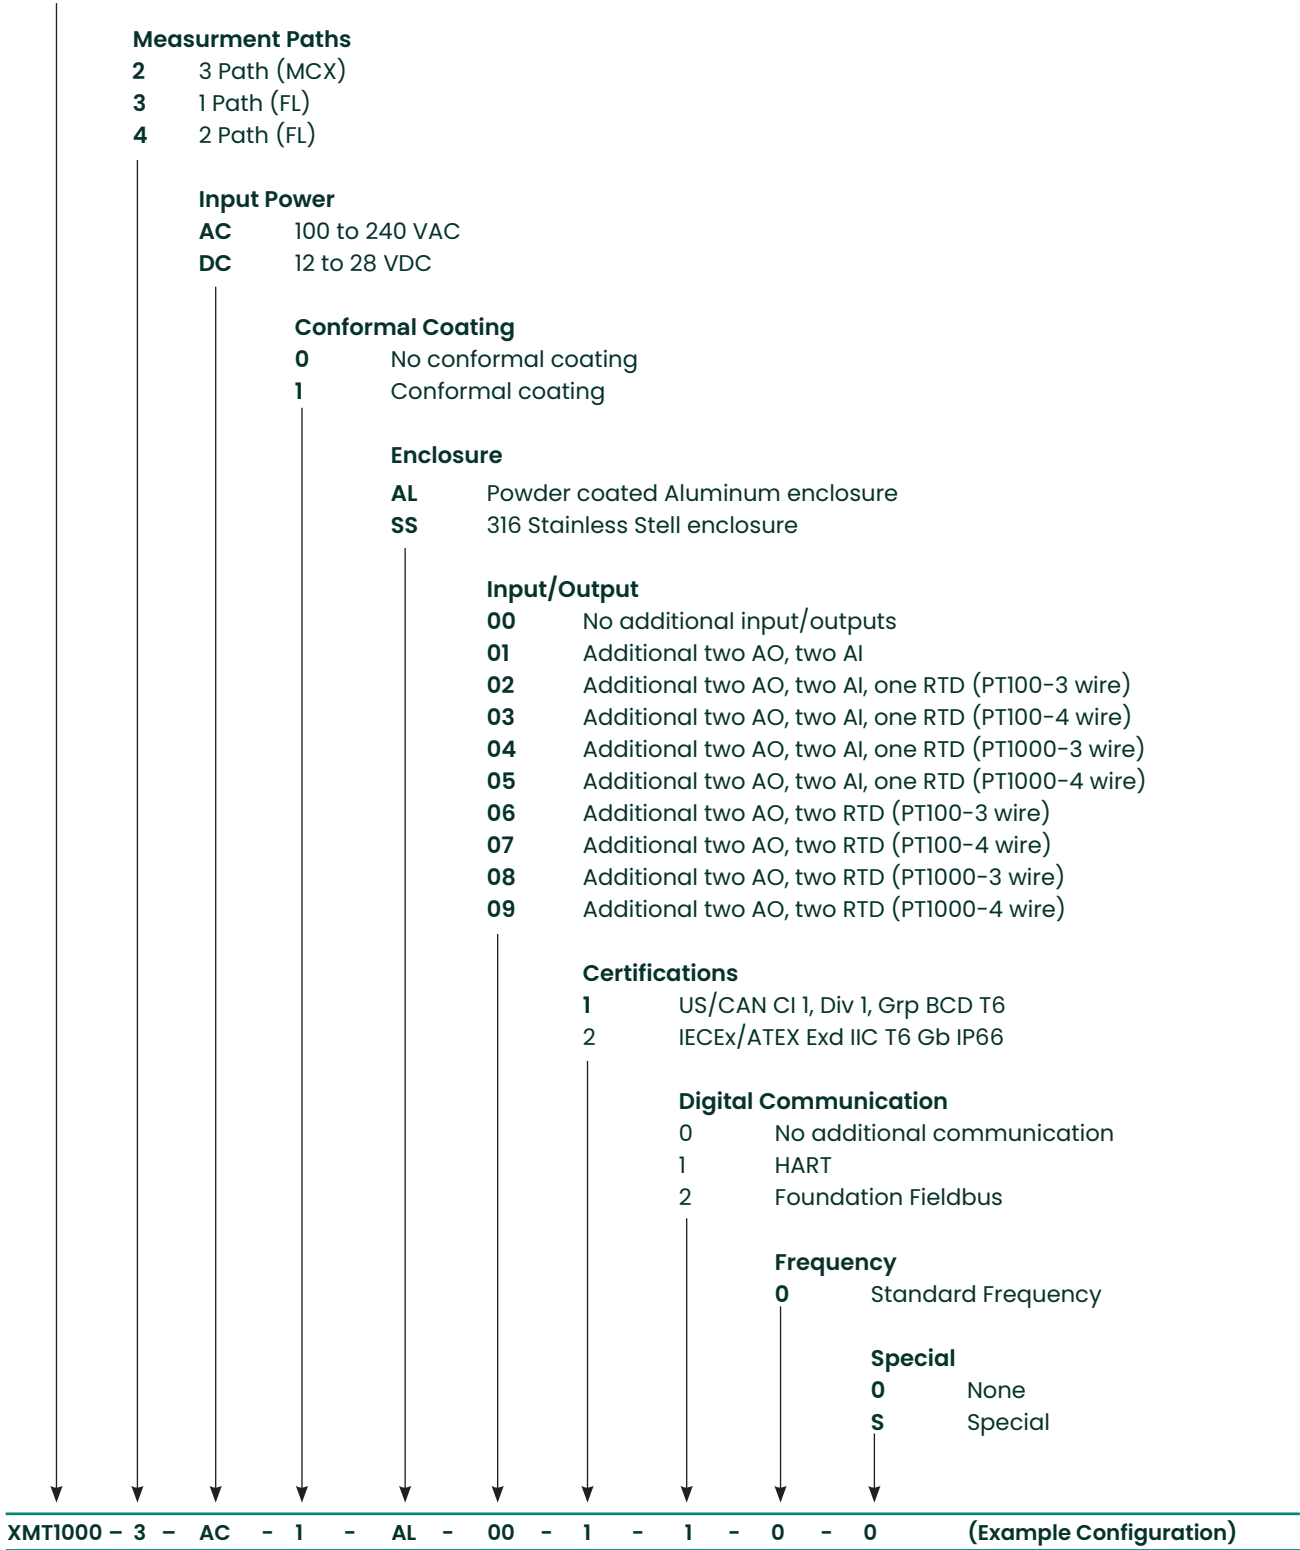 Measurment Paths
2 3 Path (MCX)
3 1 Path (FL)
4 2 Path (FL)
Input Power
AC 100 to 240 VAC
DC 12 to 28 VDC
Conformal Coating
0 No conformal coating
1 Conformal coating
Enclosure
AL Powder coated Aluminum enclosure
SS 316 Stainless Stell enclosure
Input/Output
00 No additional input/outputs
01 Additional two AO, two AI
02 Additional two AO, two AI, one RTD (PT100-3 wire)
03 Additional two AO, two AI, one RTD (PT100-4 wire)
04 Additional two AO, two AI, one RTD (PT1000-3 wire)
05 Additional two AO, two AI, one RTD (PT1000-4 wire)
06 Additional two AO, two RTD (PT100-3 wire)
07 Additional two AO, two RTD (PT100-4 wire)
08 Additional two AO, two RTD (PT1000-3 wire)
09 Additional two AO, two RTD (PT1000-4 wire)
Certifications
1 US/CAN CI 1, Div 1, Grp BCD T6
2 IECEx/ATEX Exd IIC T6 Gb IP66
Digital Communication
0 No additional communication
1 HART
2 Foundation Fieldbus
Frequency
0 Standard Frequency
Special
0 None
S Special
XMT1000 – 3 – AC - 1 - AL - 00 - 1 - 1 - 0 - 0 (Example Configuration)